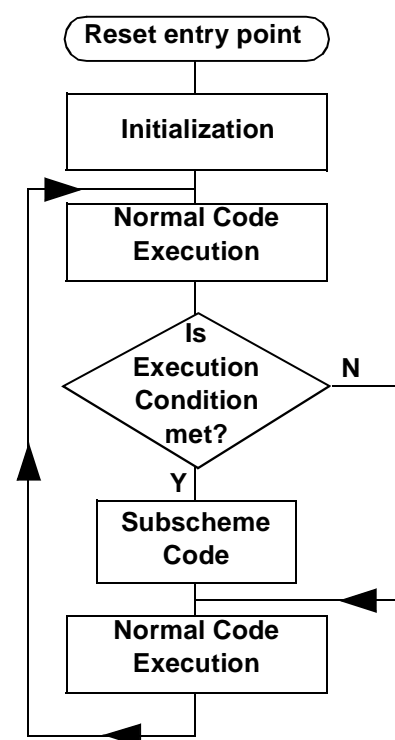 Reset entry point
Initialization
Normal Code
Execution
Is
Execution
Condition
met?
N
Y
Subscheme
Code
Normal Code
Execution